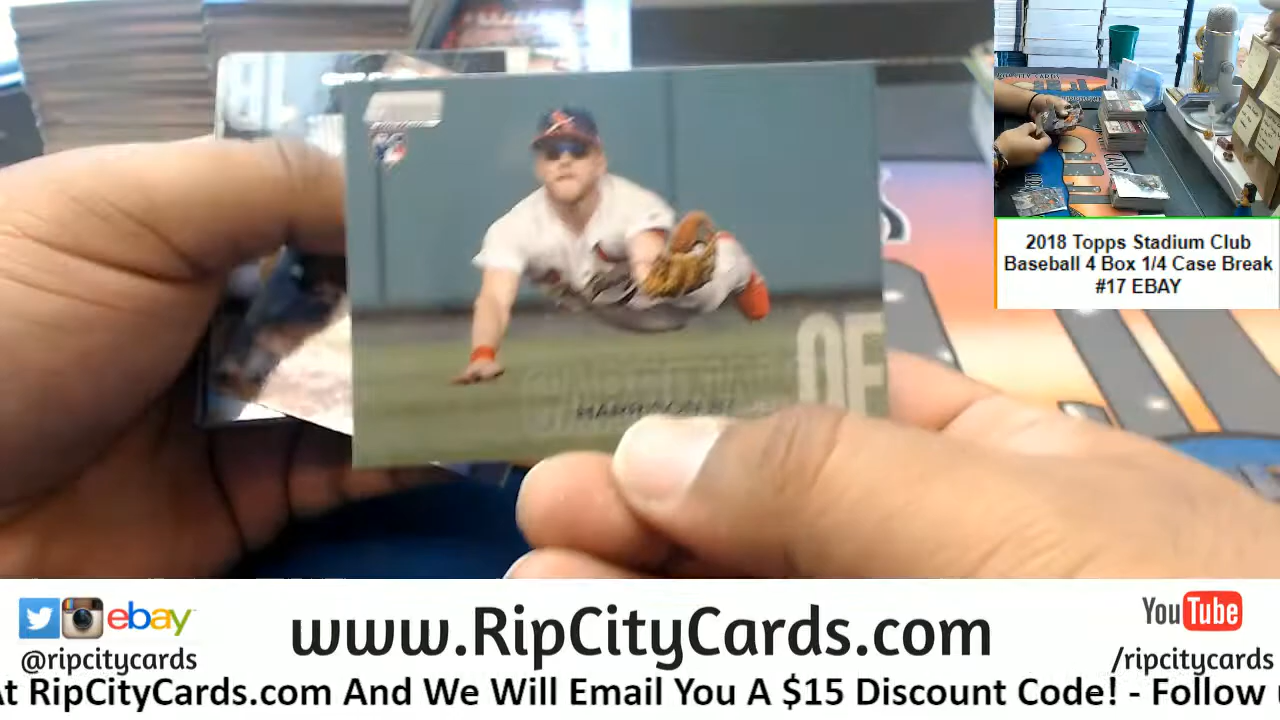 OF
2018 Topps Stadium Club
Baseball 4 Box 1/4 Case Break
#17 EBAY
ebay
www.RipCityCards.com
You Tube
@ripcitycards
/ripcitycards
At RipCityCards.com And We Will Email You A $15 Discount Code! - Follow